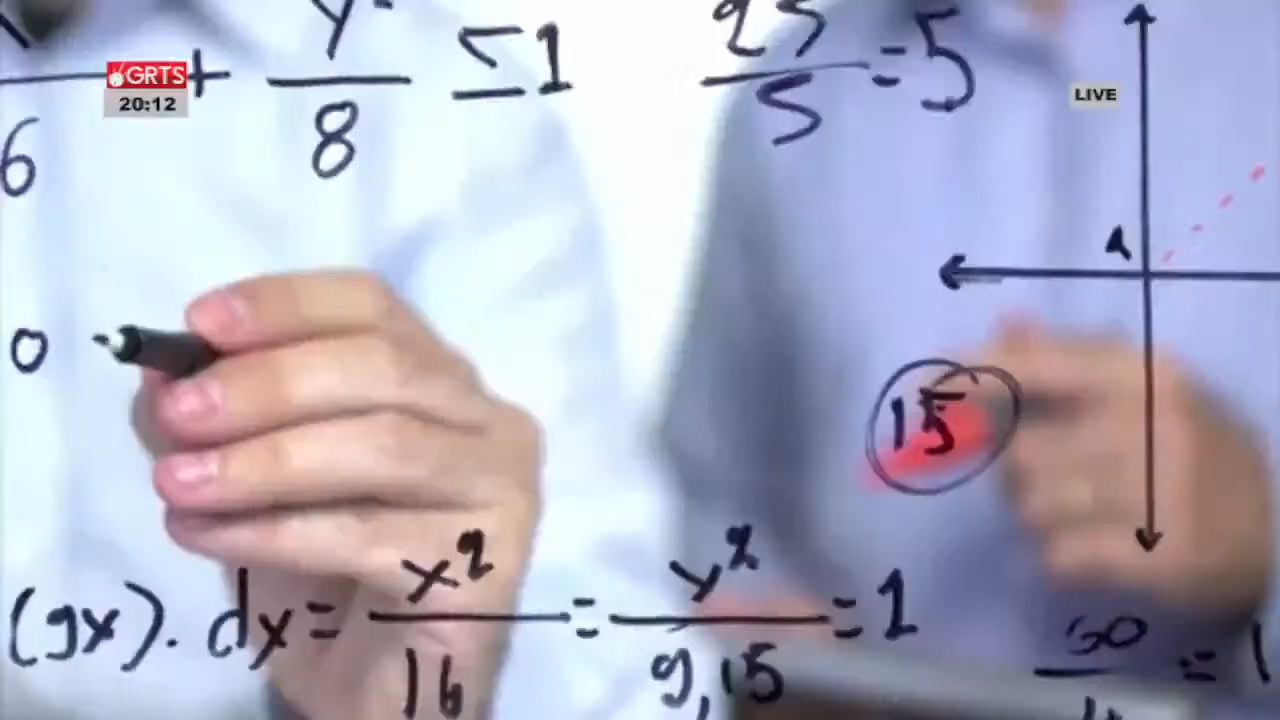 y
+ — ≤1
8
6
25/5 =5
GRTS
20:12
LIVE
0
15
(gx). dx= x²/16 = y²/9,15 =1